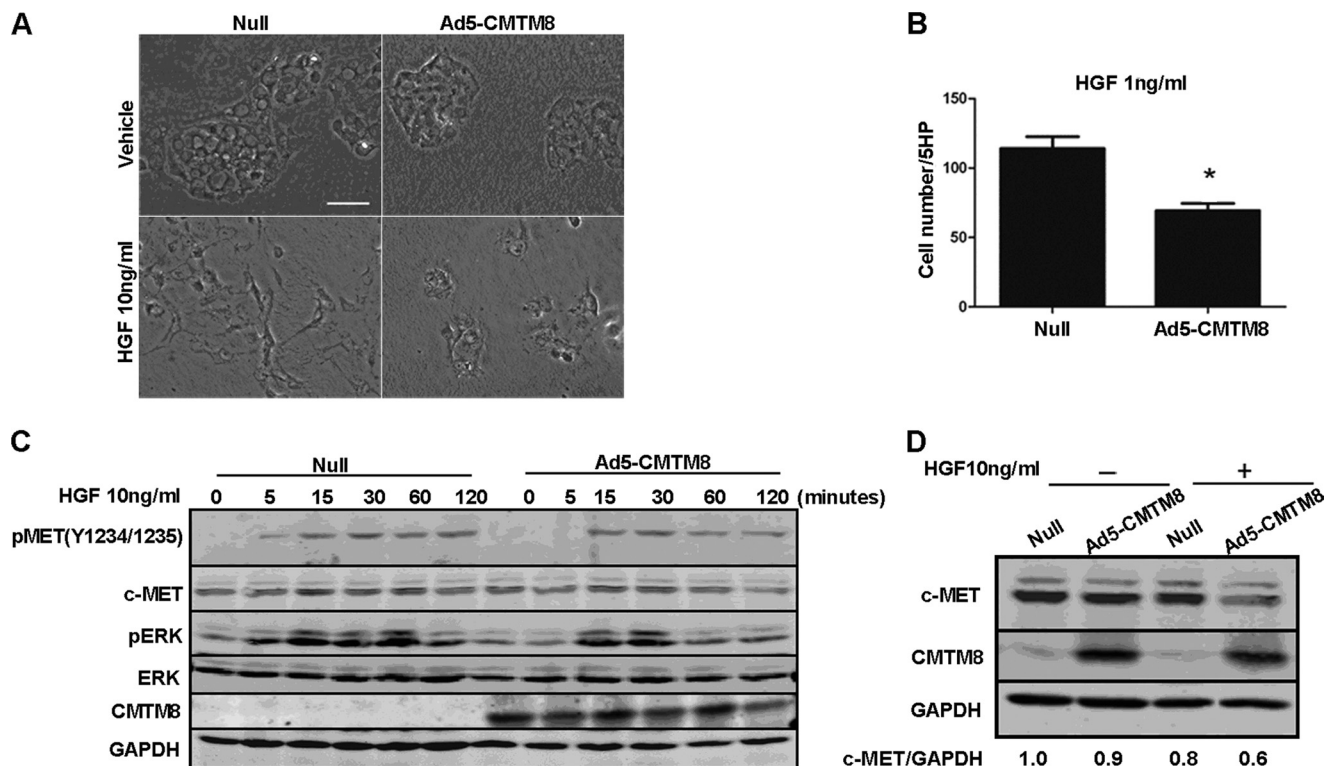 A
Null
Ad5-CMTM8
Vehicle
HGF 10ng/ml
B
HGF 1ng/ml
Cell number/5HP
150
100
50
0
*
Null
Ad5-CMTM8
C
Null
Ad5-CMTM8
HGF 10ng/ml 0 5 15 30 60 120 0 5 15 30 60 120 (minutes)
pMET(Y1234/1235)
c-MET
pERK
ERK
CMTM8
GAPDH
D
HGF10ng/ml − +
Null Ad5-CMTM8 Null Ad5-CMTM8
c-MET
CMTM8
GAPDH
c-MET/GAPDH 1.0 0.9 0.8 0.6